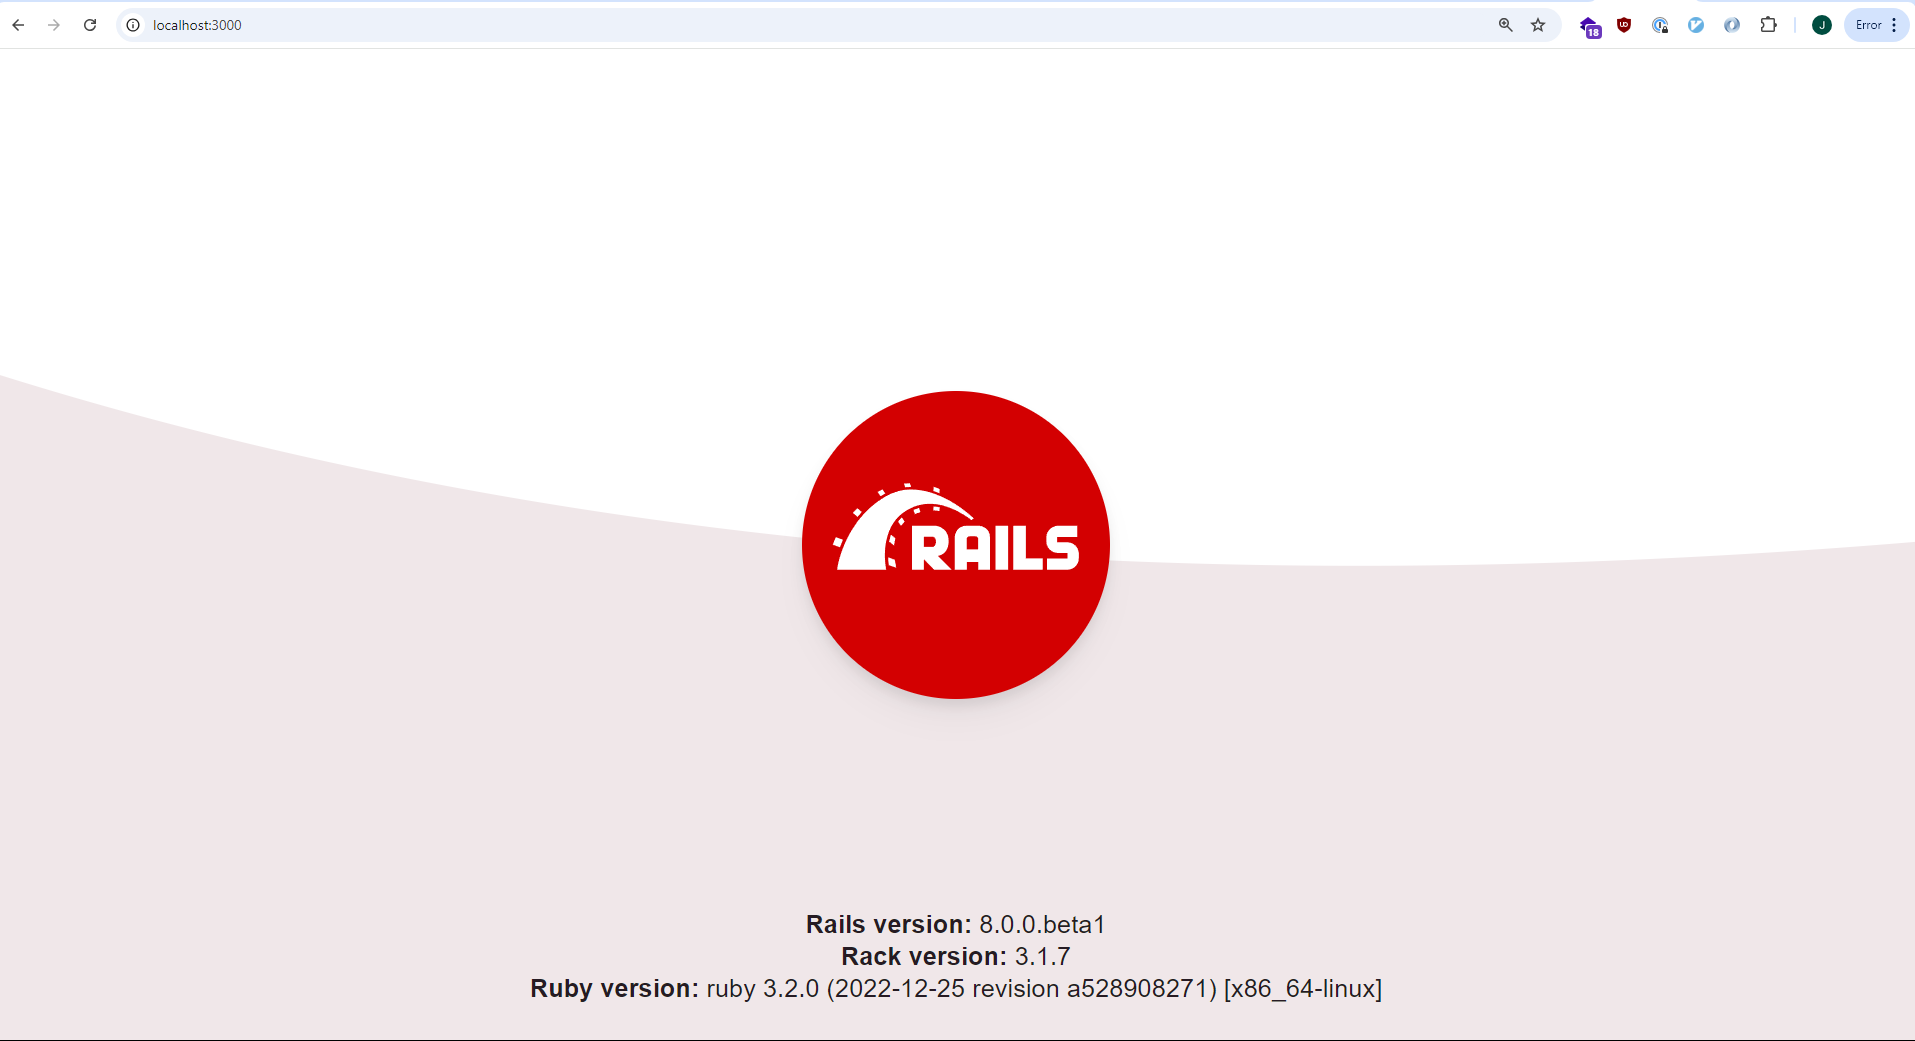 localhost:3000
18
UO
J
Error
RAILS
Rails version: 8.0.0.beta1
Rack version: 3.1.7
Ruby version: ruby 3.2.0 (2022-12-25 revision a528908271) [x86_64-linux]